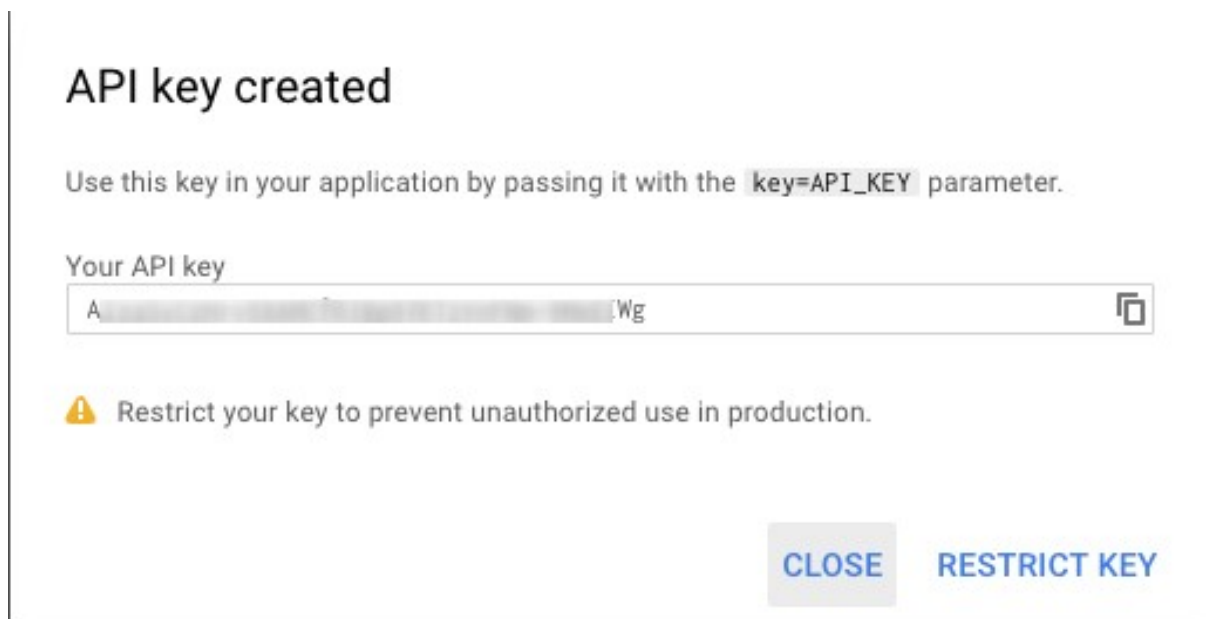 API key created
Use this key in your application by passing it with the key=API_KEY parameter.
Your API key
Restrict your key to prevent unauthorized use in production.
CLOSE RESTRICT KEY